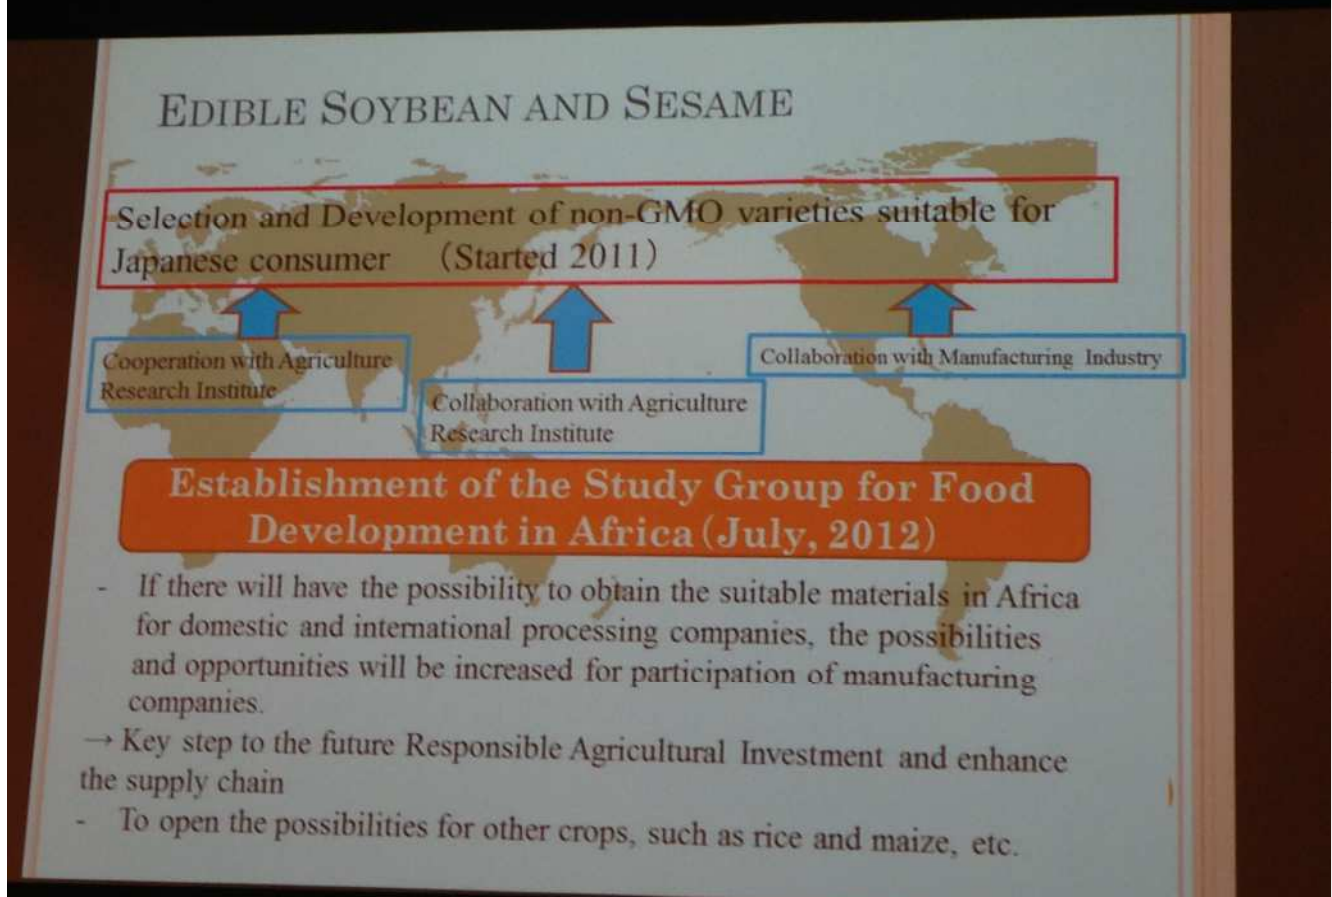 EDIBLE SOYBEAN AND SESAME
Selection and Development of non-GMO varieties suitable for
Japanese consumer （Started 2011）
Cooperation with Agriculture
Research Institute
Collaboration with Agriculture
Research Institute
Collaboration with Manufacturing Industry
Establishment of the Study Group for Food
Development in Africa（July, 2012）
- If there will have the possibility to obtain the suitable materials in Africa
for domestic and international processing companies, the possibilities
and opportunities will be increased for participation of manufacturing
companies.
→ Key step to the future Responsible Agricultural Investment and enhance
the supply chain
- To open the possibilities for other crops, such as rice and maize, etc.